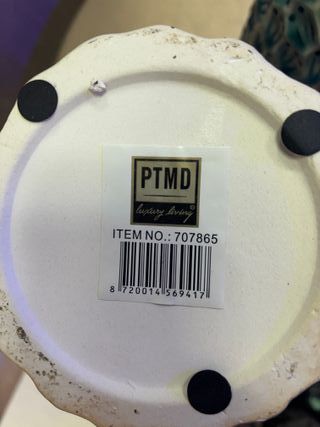 PTMD
luxury living®
ITEM NO.: 707865
8 720014 569417